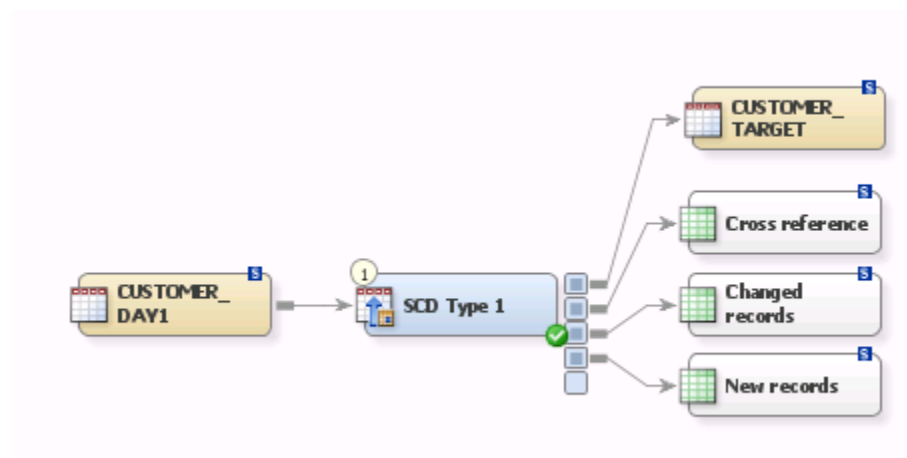 CUSTOMER_
TARGET
S
Cross reference
S
CUSTOMER_
DAY1
S
1
SCD Type 1
Changed
records
S
New records
S